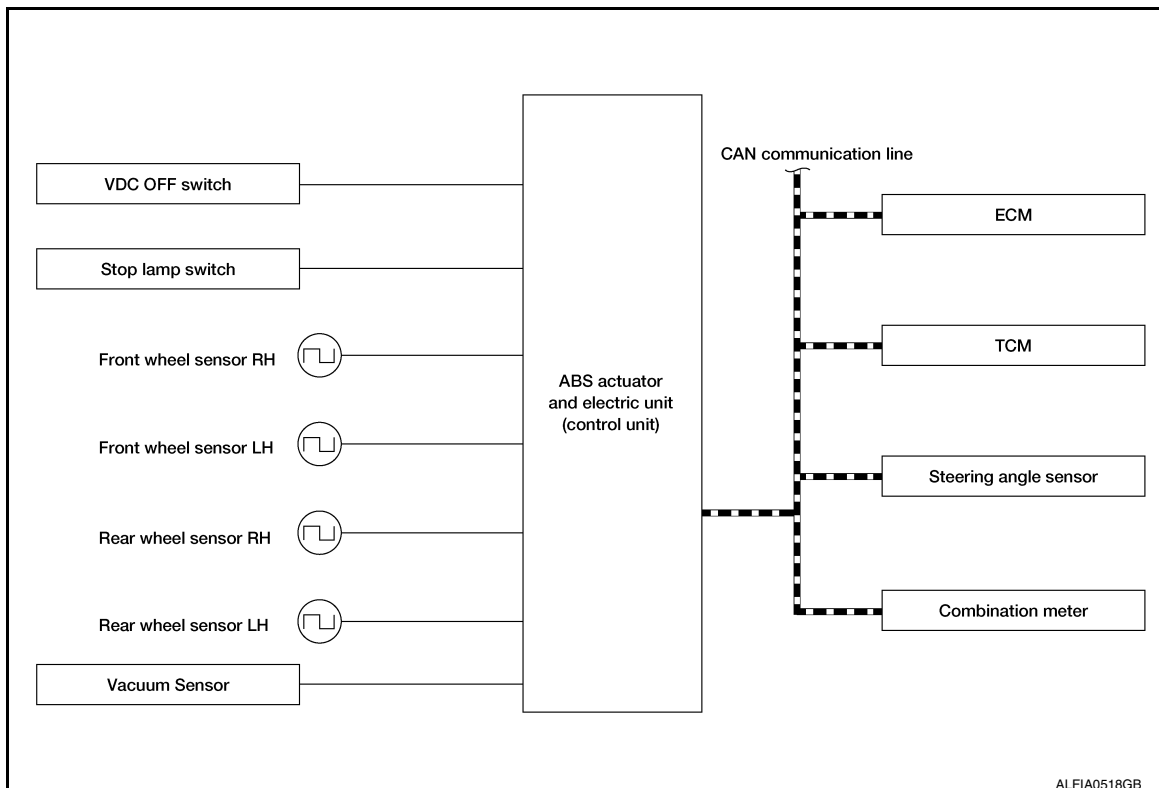 VDC OFF switch
Stop lamp switch
Front wheel sensor RH
Front wheel sensor LH
Rear wheel sensor RH
Rear wheel sensor LH
Vacuum Sensor
ABS actuator
and electric unit
(control unit)
CAN communication line
ECM
TCM
Steering angle sensor
Combination meter
ALFIA0518GB